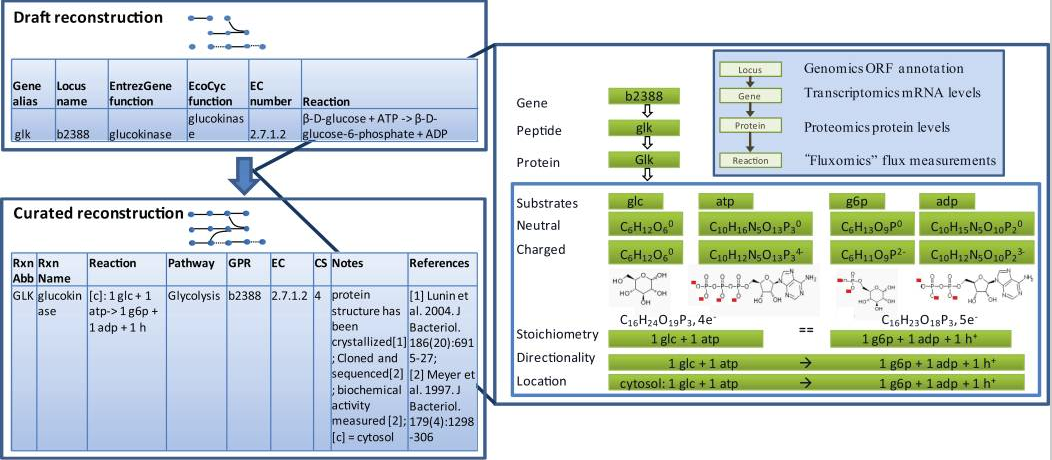 Draft reconstruction
Gene alias
Locus name
EntrezGene function
EcoCyc function
EC number
Reaction
glk
b2388
glucokinase
glucokinas
e
2.7.1.2
β-D-glucose + ATP -> β-D-
glucose-6-phosphate + ADP
Curated reconstruction
Rxn Abb
Rxn Name
Reaction
Pathway
GPR
EC
CS
Notes
References
GLK
glucokin
ase
[c]: 1 glc + 1
atp-> 1 g6p +
1 adp + 1 h
Glycolysis
b2388
2.7.1.2
4
protein
structure has
been
crystallized[1]
; Cloned and
sequenced[2]
; biochemical
activity
measured [2];
[c] = cytosol
[1] Lunin et
al. 2004. J
Bacteriol.
186(20):691
5-27;
[2] Meyer et
al. 1997. J
Bacteriol.
179(4):1298
-306
Gene
b2388
Peptide
glk
Protein
Glk
Locus
Genomics ORF annotation
Gene
Transcriptomics mRNA levels
Protein
Proteomics protein levels
Reaction
“Fluxomics” flux measurements
Substrates
glc
atp
g6p
adp
Neutral
C₆H₁₂O₆⁰
C₁₀H₁₆N₅O₁₃P₃⁰
C₆H₁₃O₉P⁰
C₁₀H₁₅N₅O₁₀P₂⁰
Charged
C₆H₁₂O₆⁰
C₁₀H₁₂N₅O₁₃P₃⁴⁻
C₆H₁₁O₉P²⁻
C₁₀H₁₂N₅O₁₀P₂³⁻
C₁₆H₂₄O₁₉P₃, 4e⁻
C₁₆H₂₃O₁₈P₃, 5e⁻
Stoichiometry
1 glc + 1 atp
==
1 g6p + 1 adp + 1 h⁺
Directionality
1 glc + 1 atp → 1 g6p + 1 adp + 1 h⁺
Location
cytosol: 1 glc + 1 atp → 1 g6p + 1 adp + 1 h⁺